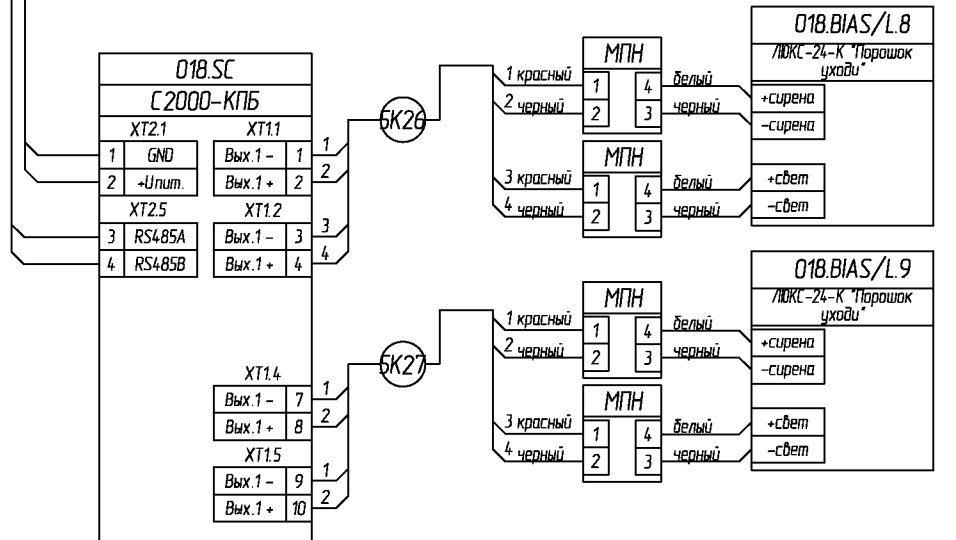 018.SC
С2000-КПБ
XT2.1
XT1.1
1 GND
Вых.1- 1 1
2 +Uпит.
Вых.1+ 2 2
XT2.5
XT1.2
3 RS485A
Вых.1- 3 3
4 RS485B
Вых.1+ 4 4
XT1.4
Вых.1- 7 1
Вых.1+ 8 2
XT1.5
Вых.1- 9 1
Вых.1+ 10 2
БК26
БК27
МПН
1 красный 1 4 белый
2 черный 2 3 черный
МПН
3 красный 1 4 белый
4 черный 2 3 черный
018.BIAS/L.8
ЛЮКС-24-К "Порошок
уходи"
+сирена
-сирена
+свет
-свет
МПН
1 красный 1 4 белый
2 черный 2 3 черный
МПН
3 красный 1 4 белый
4 черный 2 3 черный
018.BIAS/L.9
ЛЮКС-24-К "Порошок
уходи"
+сирена
-сирена
+свет
-свет